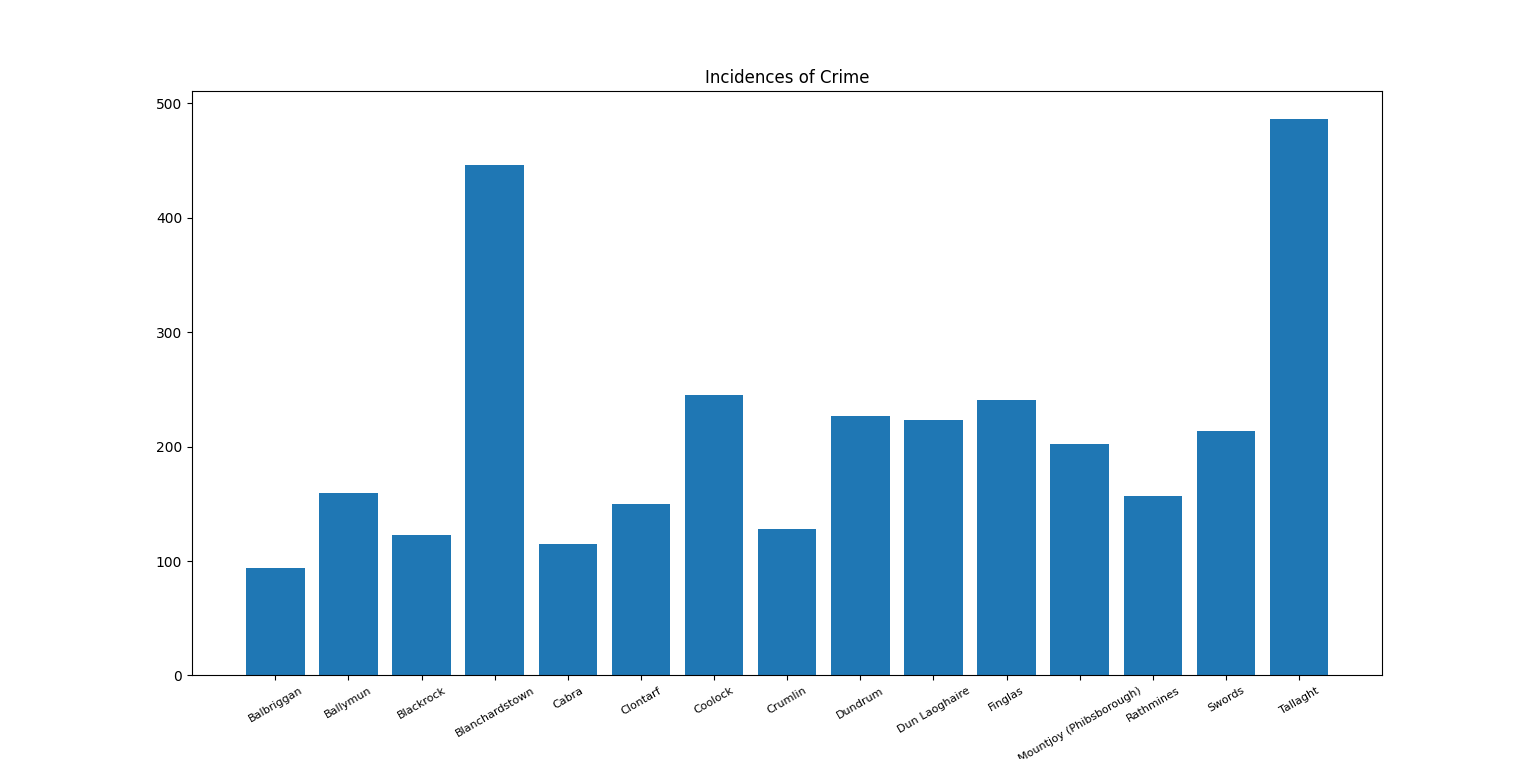 Incidences of Crime
500
400
300
200
100
0
Balbriggan
Ballymun
Blackrock
Blanchardstown
Cabra
Clontarf
Coolock
Crumlin
Dundrum
Dun Laoghaire
Finglas
Mountjoy (Phibsborough)
Rathmines
Swords
Tallaght